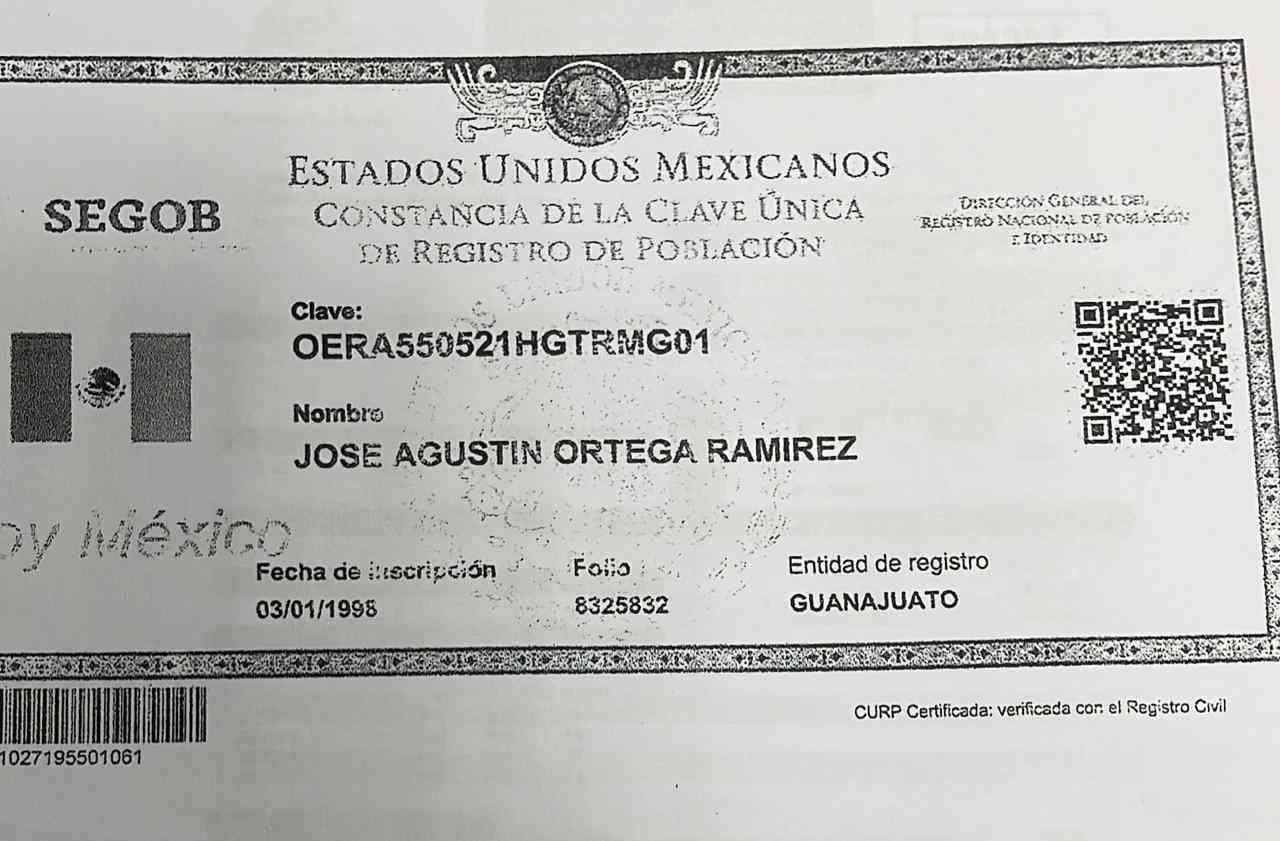 ESTADOS UNIDOS MEXICANOS
SEGOB
CONSTANCIA DE LA CLAVE ÚNICA
DE REGISTRO DE POBLACIÓN
DIRECCIÓN GENERAL DEL
REGISTRO NACIONAL DE POBLACIÓN
E IDENTIDAD
Clave:
OERA550521HGTRMG01
Nombre
JOSE AGUSTIN ORTEGA RAMIREZ
oy México
Fecha de inscripción
Folio
Entidad de registro
03/01/1998
8325832
GUANAJUATO
CURP Certificada: verificada con el Registro Civil
1027195501061